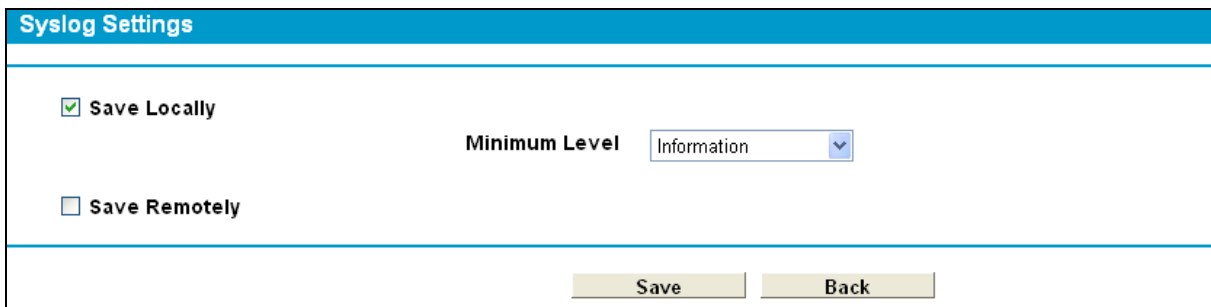 Syslog Settings
Save Locally
Minimum Level Information
Save Remotely
Save Back